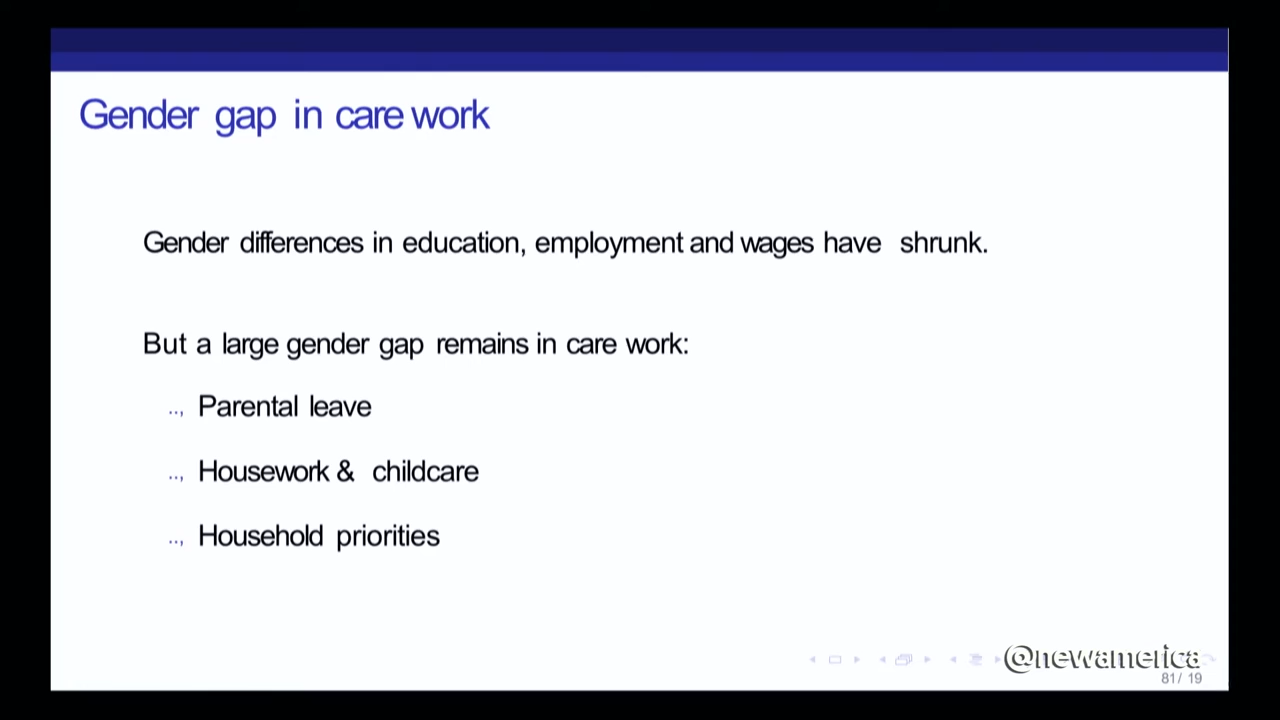 Gender gap in care work
Gender differences in education, employment and wages have shrunk.
But a large gender gap remains in care work:
.., Parental leave
.., Housework & childcare
.., Household priorities
@newamerica
81/ 19